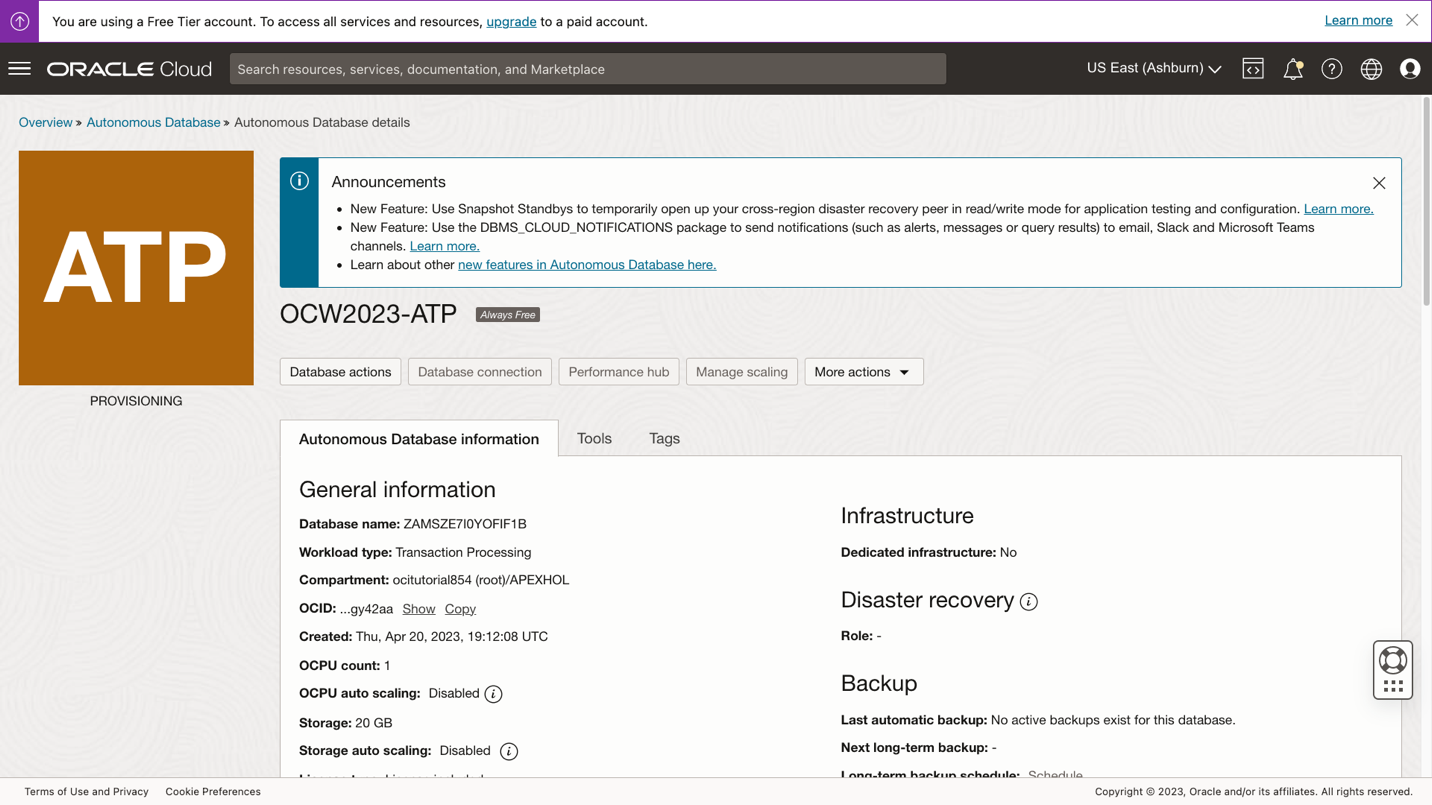 You are using a Free Tier account. To access all services and resources, upgrade to a paid account.
Learn more
ORACLE Cloud
Search resources, services, documentation, and Marketplace
US East (Ashburn)
Overview » Autonomous Database » Autonomous Database details
ATP
PROVISIONING
Announcements
• New Feature: Use Snapshot Standbys to temporarily open up your cross-region disaster recovery peer in read/write mode for application testing and configuration. Learn more.
• New Feature: Use the DBMS_CLOUD_NOTIFICATIONS package to send notifications (such as alerts, messages or query results) to email, Slack and Microsoft Teams
channels. Learn more.
• Learn about other new features in Autonomous Database here.
OCW2023-ATP
Always Free
Database actions
Database connection
Performance hub
Manage scaling
More actions
Autonomous Database information
Tools
Tags
General information
Database name: ZAMSZE7I0YOFIF1B
Workload type: Transaction Processing
Compartment: ocitutorial854 (root)/APEXHOL
OCID: ...gy42aa Show Copy
Created: Thu, Apr 20, 2023, 19:12:08 UTC
OCPU count: 1
OCPU auto scaling: Disabled
Storage: 20 GB
Storage auto scaling: Disabled
Infrastructure
Dedicated infrastructure: No
Disaster recovery
Role: -
Backup
Last automatic backup: No active backups exist for this database.
Next long-term backup: -
Long-term backup schedule: Schedule
Terms of Use and Privacy
Cookie Preferences
Copyright © 2023, Oracle and/or its affiliates. All rights reserved.